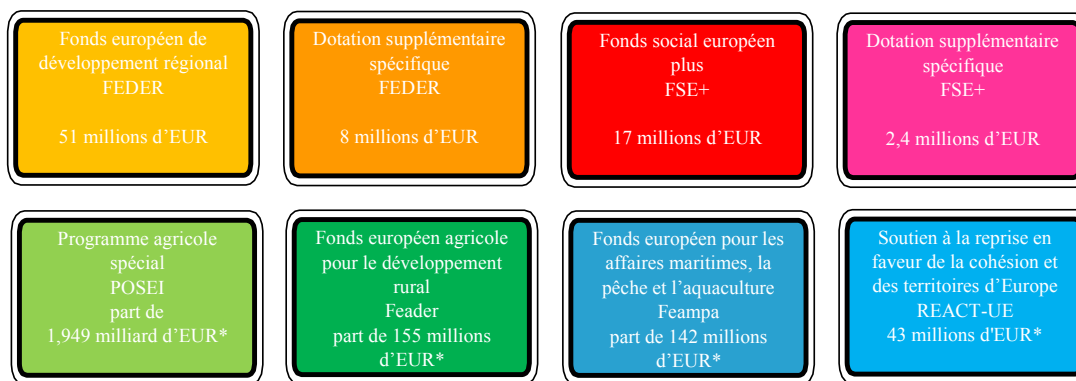 Fonds européen de
développement régional
FEDER
51 millions d’EUR
Dotation supplémentaire
spécifique
FEDER
8 millions d’EUR
Fonds social européen
plus
FSE+
17 millions d’EUR
Dotation supplémentaire
spécifique
FSE+
2,4 millions d’EUR
Programme agricole
spécial
POSEI
part de
1,949 milliard d’EUR*
Fonds européen agricole
pour le développement
rural
Feader
part de 155 millions
d’EUR*
Fonds européen pour les
affaires maritimes, la
pêche et l’aquaculture
Feampa
part de 142 millions
d’EUR*
Soutien à la reprise en
faveur de la cohésion et
des territoires d’Europe
REACT-UE
43 millions d'EUR*